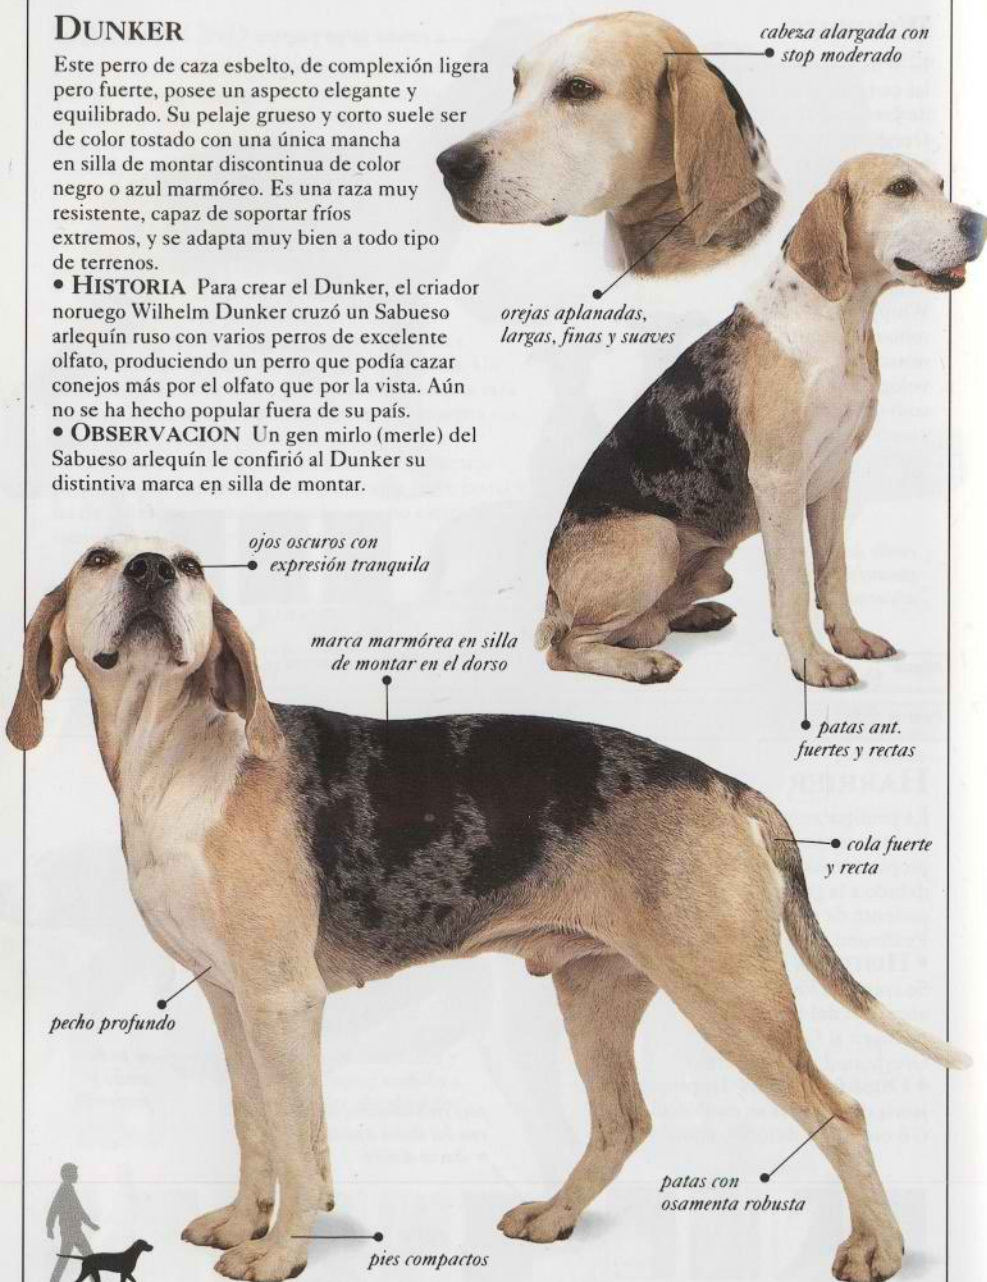 DUNKER
Este perro de caza esbelto, de complexión ligera
pero fuerte, posee un aspecto elegante y
equilibrado. Su pelaje grueso y corto suele ser
de color tostado con una única mancha
en silla de montar discontinua de color
negro o azul marmóreo. Es una raza muy
resistente, capaz de soportar fríos
extremos, y se adapta muy bien a todo tipo
de terrenos.
• HISTORIA Para crear el Dunker, el criador
noruego Wilhelm Dunker cruzó un Sabueso
arlequín ruso con varios perros de excelente
olfato, produciendo un perro que podía cazar
conejos más por el olfato que por la vista. Aún
no se ha hecho popular fuera de su país.
• OBSERVACION Un gen mirlo (merle) del
Sabueso arlequín le confirió al Dunker su
distintiva marca en silla de montar.
cabeza alargada con
stop moderado
orejas aplanadas,
largas, finas y suaves
ojos oscuros con
expresión tranquila
marca marmórea en silla
de montar en el dorso
patas ant.
fuertes y rectas
cola fuerte
y recta
pecho profundo
patas con
osamenta robusta
pies compactos